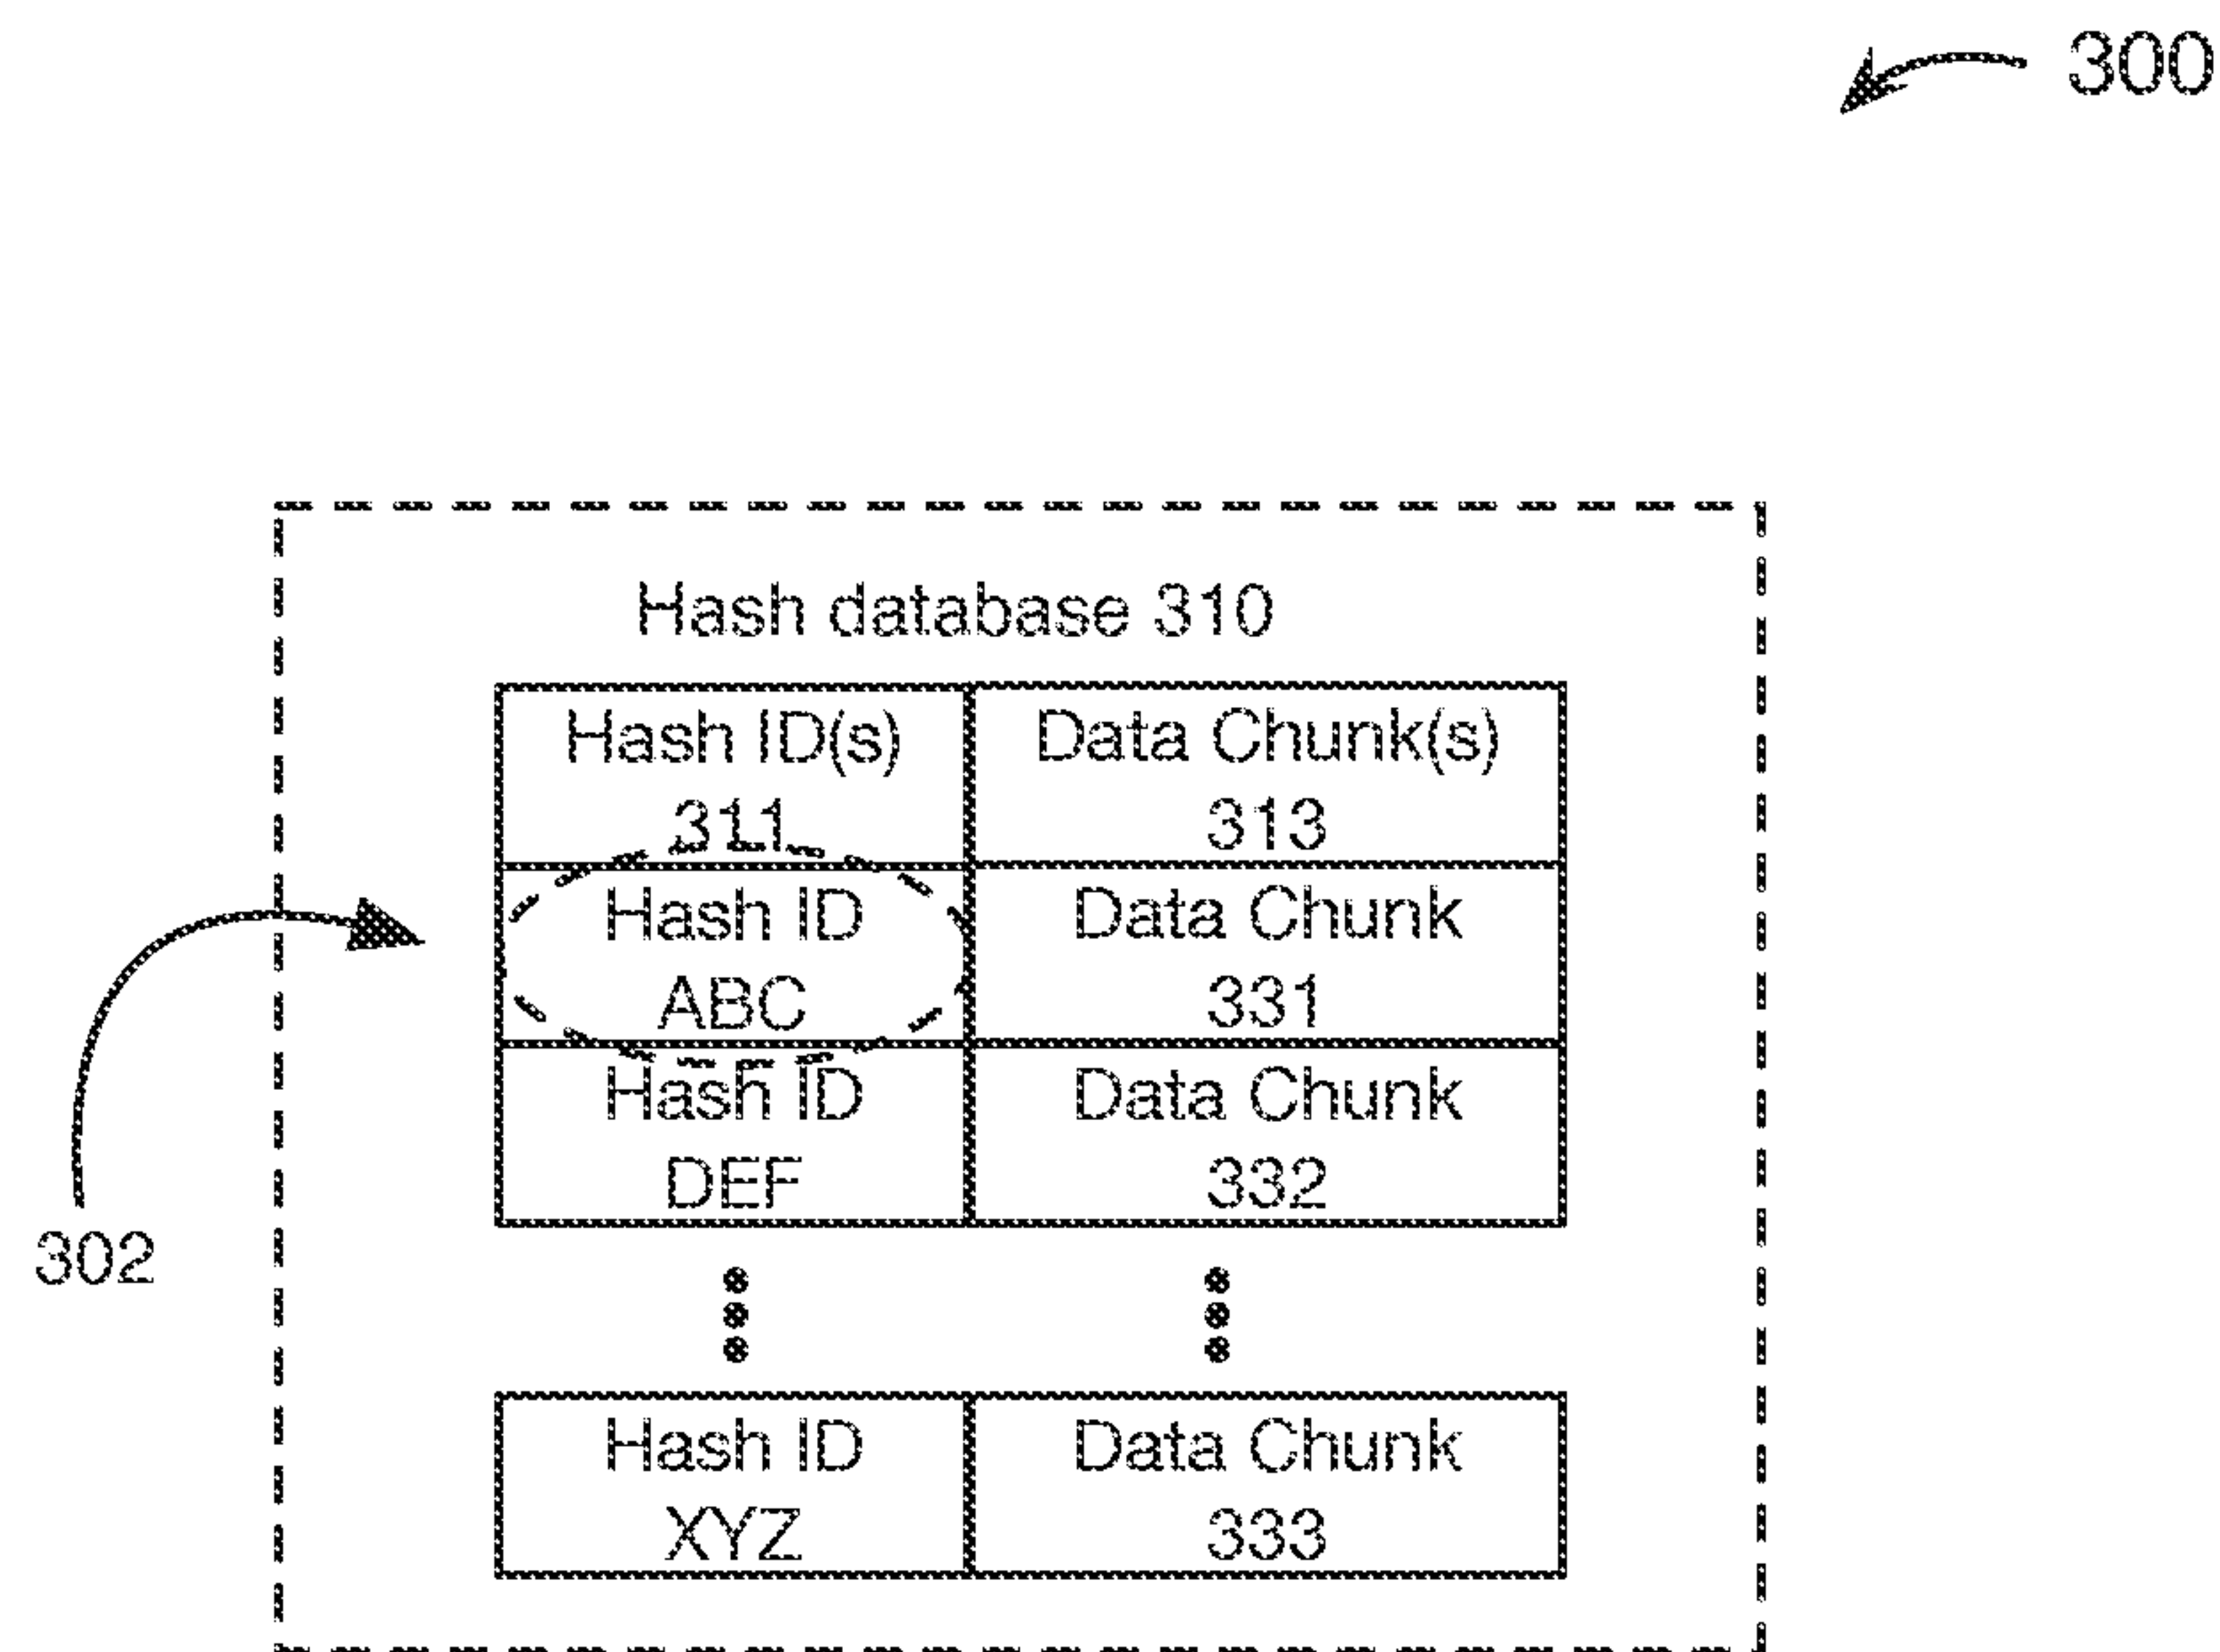 300
Hash database 310
Hash ID(s) Data Chunk(s)
311 313
Hash ID Data Chunk
ABC 331
Hash ID Data Chunk
DEF 332
302
Hash ID Data Chunk
XYZ 333